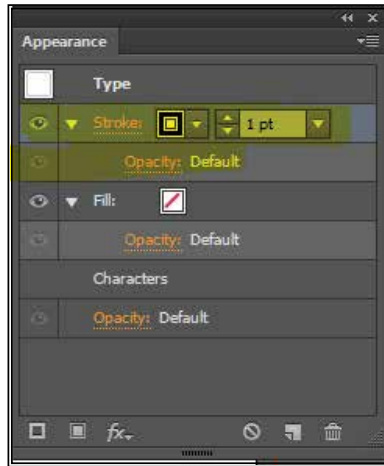 Appearance
Type
Stroke: 1 pt
Opacity: Default
Fill:
Opacity: Default
Characters
Opacity: Default
fx